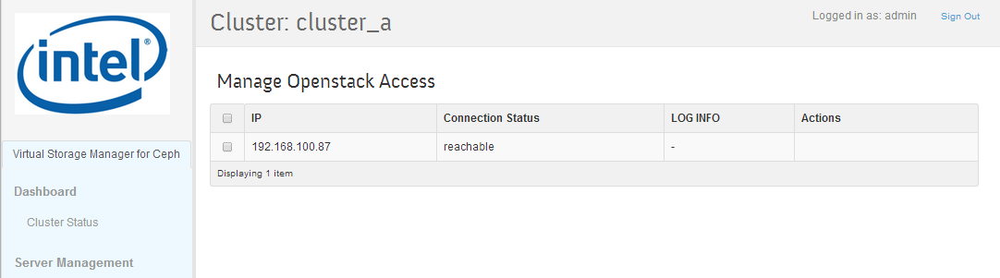 intel®
Cluster: cluster_a
Logged in as: admin Sign Out
Manage Openstack Access
IP Connection Status LOG INFO Actions
192.168.100.87 reachable -
Displaying 1 item
Virtual Storage Manager for Ceph
Dashboard
Cluster Status
Server Management